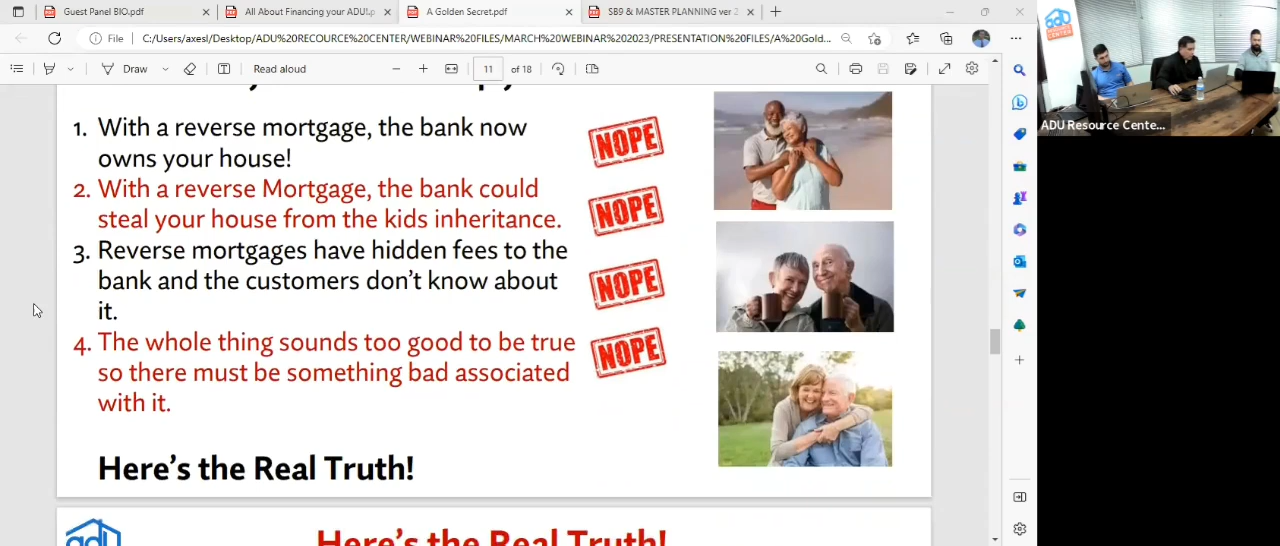 Guest Panel BIO.pdf
All About Financing your ADU!.p
A Golden Secret.pdf
SB9 & MASTER PLANNING ver 2
File
C:/Users/axesl/Desktop/ADU%20RECOURCE%20CENTER/WEBINAR%20FILES/MARCH%20WEBINAR%202023/PRESENTATION%20FILES/A%20Gold...
Draw
Read aloud
11
of 18
1. With a reverse mortgage, the bank now
owns your house!
NOPE
2. With a reverse Mortgage, the bank could
steal your house from the kids inheritance.
NOPE
3. Reverse mortgages have hidden fees to the
bank and the customers don't know about
it.
NOPE
4. The whole thing sounds too good to be true
so there must be something bad associated
with it.
NOPE
Here's the Real Truth!
adu
Here's the Real Truth!
adu
CENTER
ADU Resource Cente...